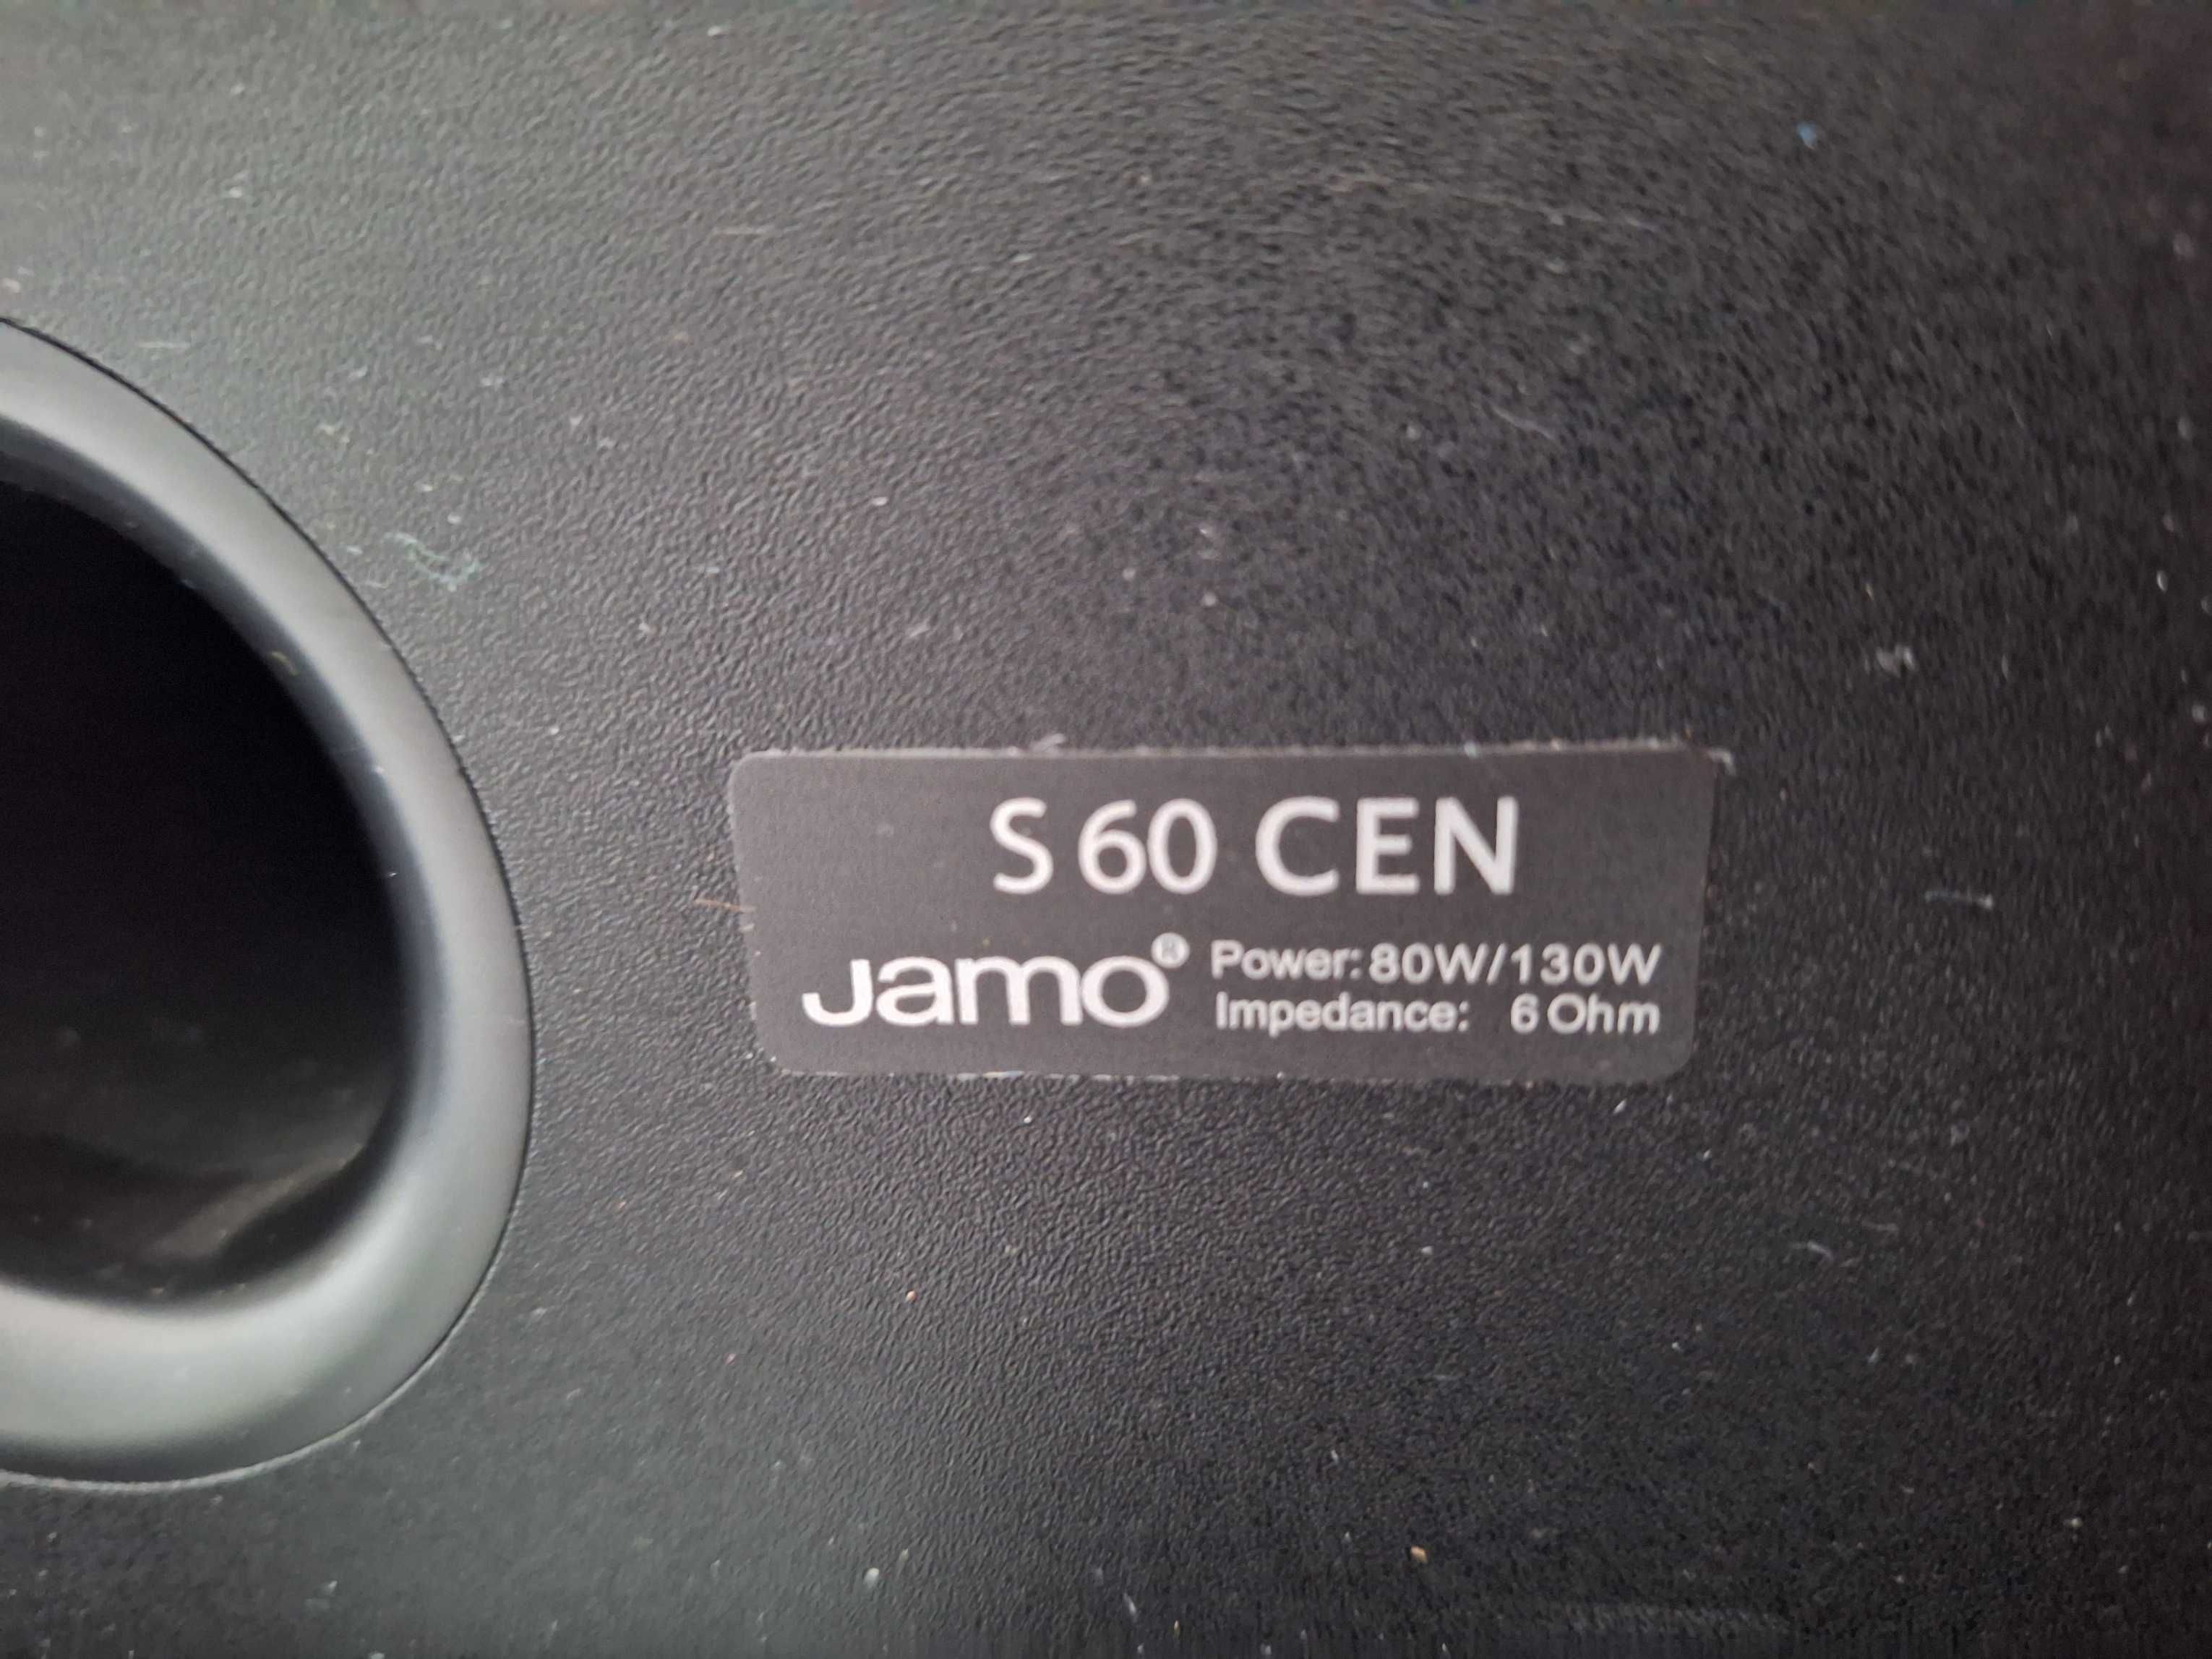 S 60 CEN
Jamo® Power: 80W/130W
Impedance: 6 Ohm